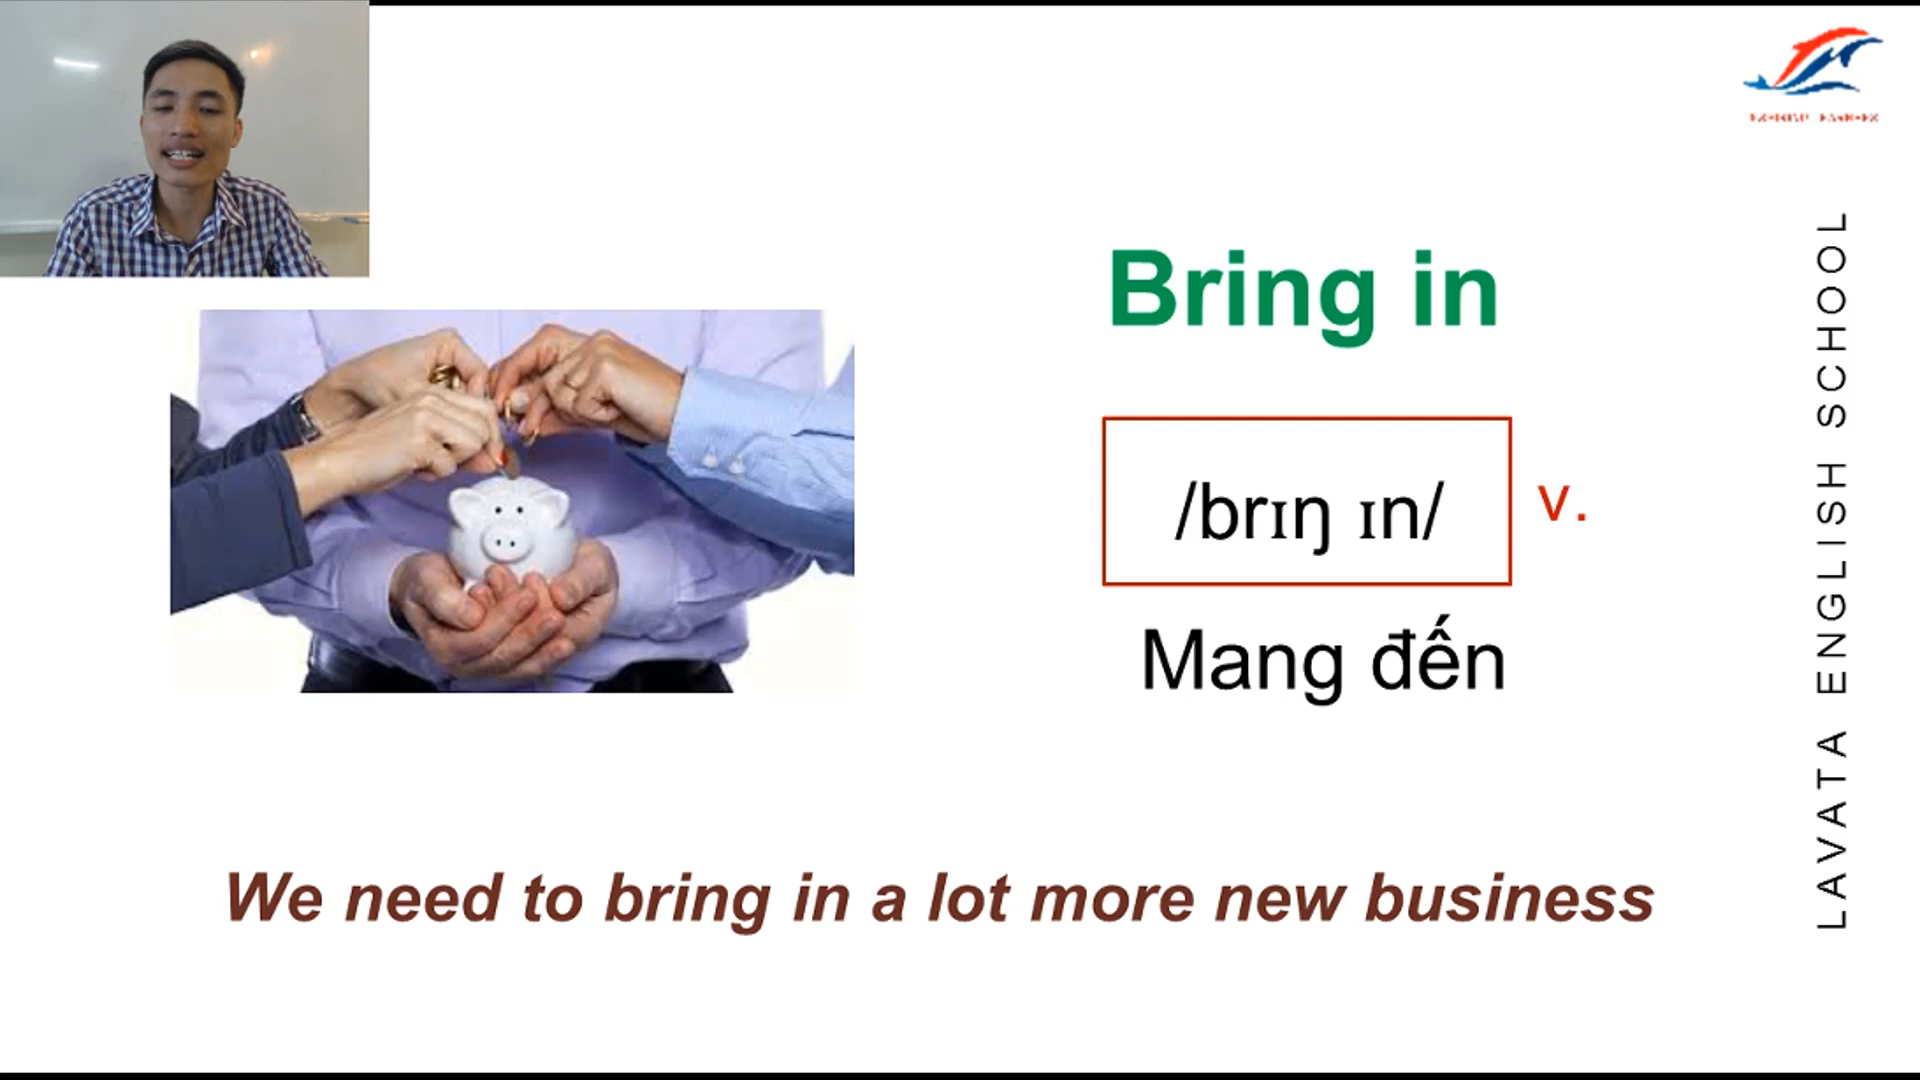 Bring in
/brɪŋ ɪn/ v.
Mang đến
We need to bring in a lot more new business
LAVATA ENGLISH SCHOOL